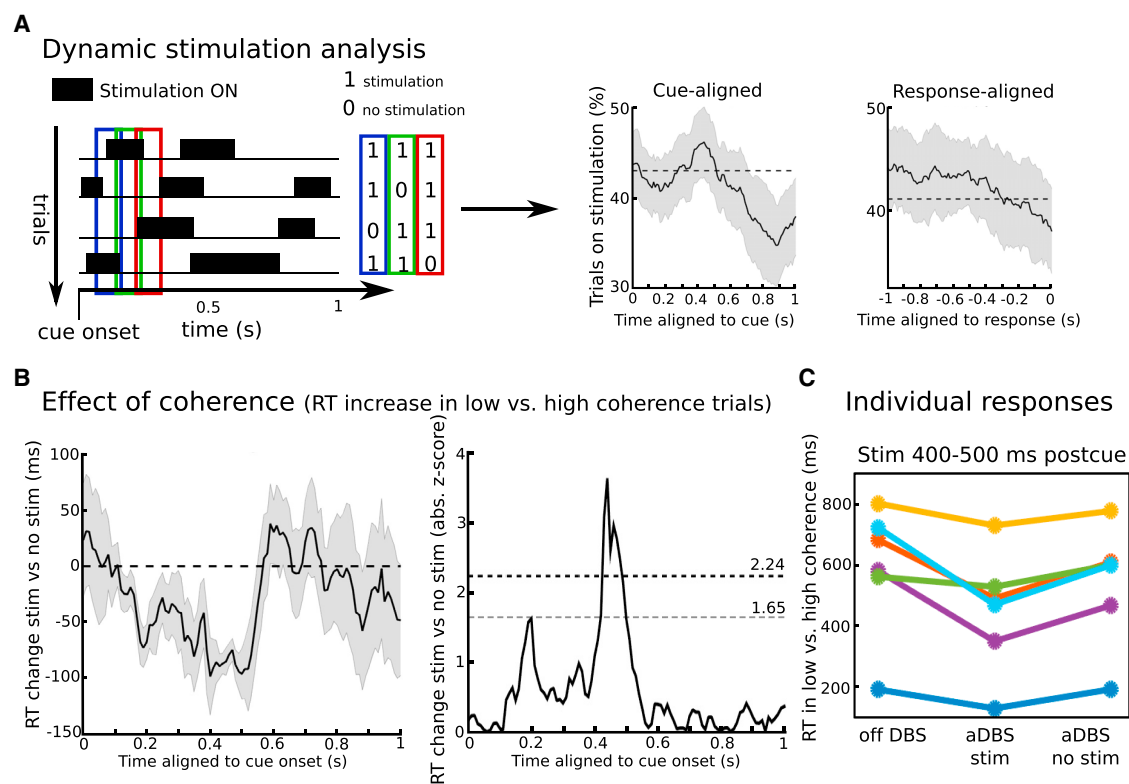 A
Dynamic stimulation analysis
Stimulation ON
1 stimulation
0 no stimulation
trials
1 1 1
1 0 1
0 1 1
1 1 0
0.5
1
cue onset
time (s)
Cue-aligned
Trials on stimulation (%)
50
40
30
0 0.2 0.4 0.6 0.8 1
Time aligned to cue (s)
Response-aligned
50
40
-1 -0.8 -0.6 -0.4 -0.2 0
Time aligned to response (s)
B
Effect of coherence (RT increase in low vs. high coherence trials)
RT change stim vs no stim (ms)
100
50
0
-50
-100
-150
0 0.2 0.4 0.6 0.8 1
Time aligned to cue onset (s)
RT change stim vs no stim (abs. z-score)
4
3
2
1
0
2.24
1.65
0 0.2 0.4 0.6 0.8 1
Time aligned to cue onset (s)
C
Individual responses
Stim 400-500 ms postcue
RT in low vs. high coherence (ms)
800
600
400
200
off DBS
aDBS
stim
aDBS
no stim